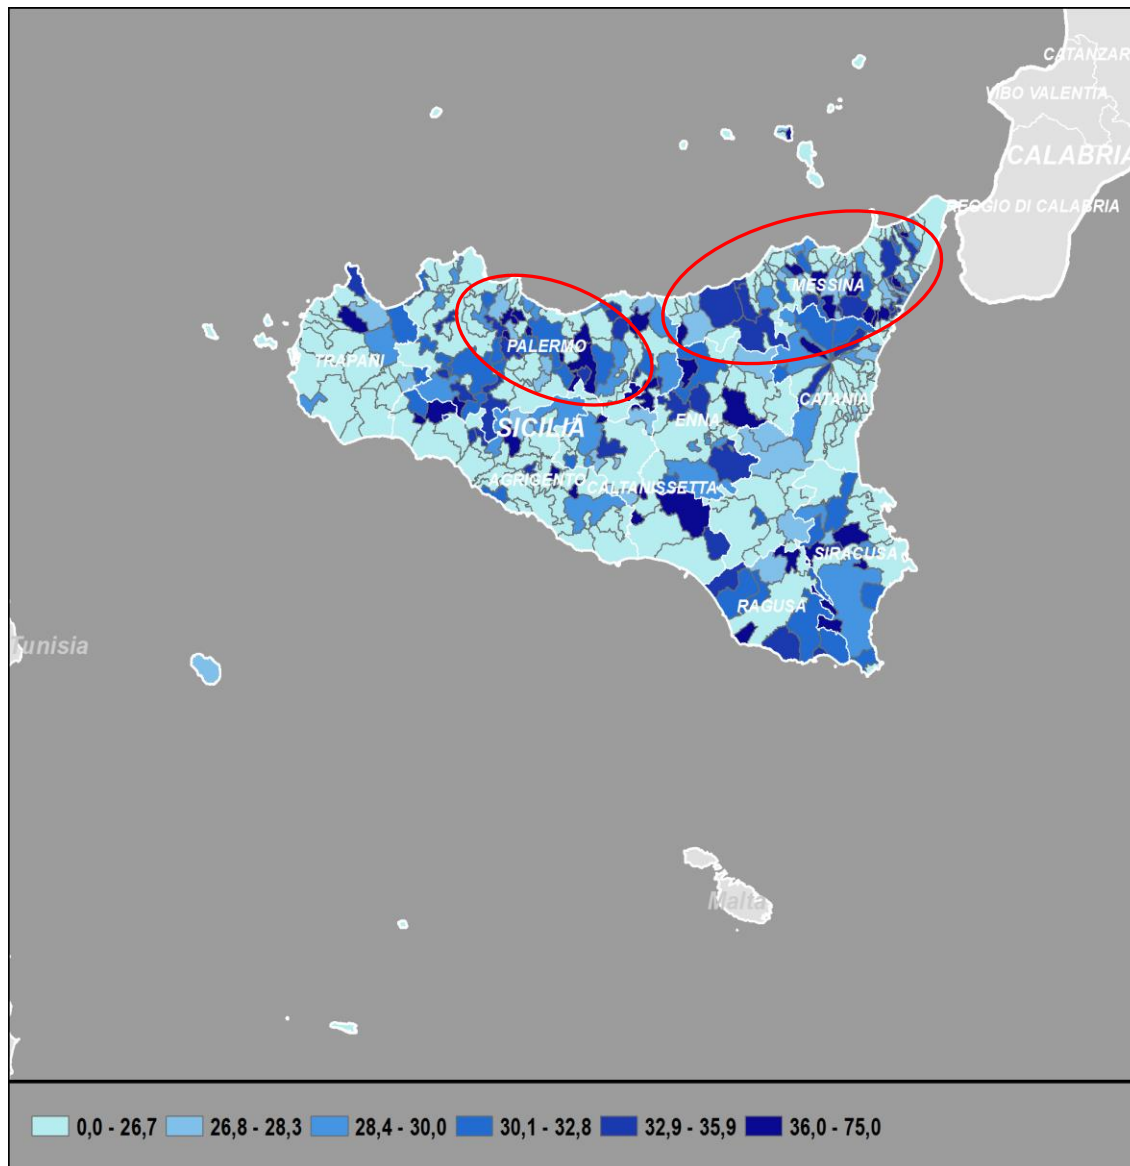 CATANZAR
VIBO VALENTIA
CALABRIA
REGGIO DI CALABRIA
MESSINA
PALERMO
TRAPANI
CATANIA
ENNA
SICILIA
AGRIGENTO
CALTANISSETTA
SIRACUSA
RAGUSA
Tunisia
Malta
0,0 - 26,7 26,8 - 28,3 28,4 - 30,0 30,1 - 32,8 32,9 - 35,9 36,0 - 75,0